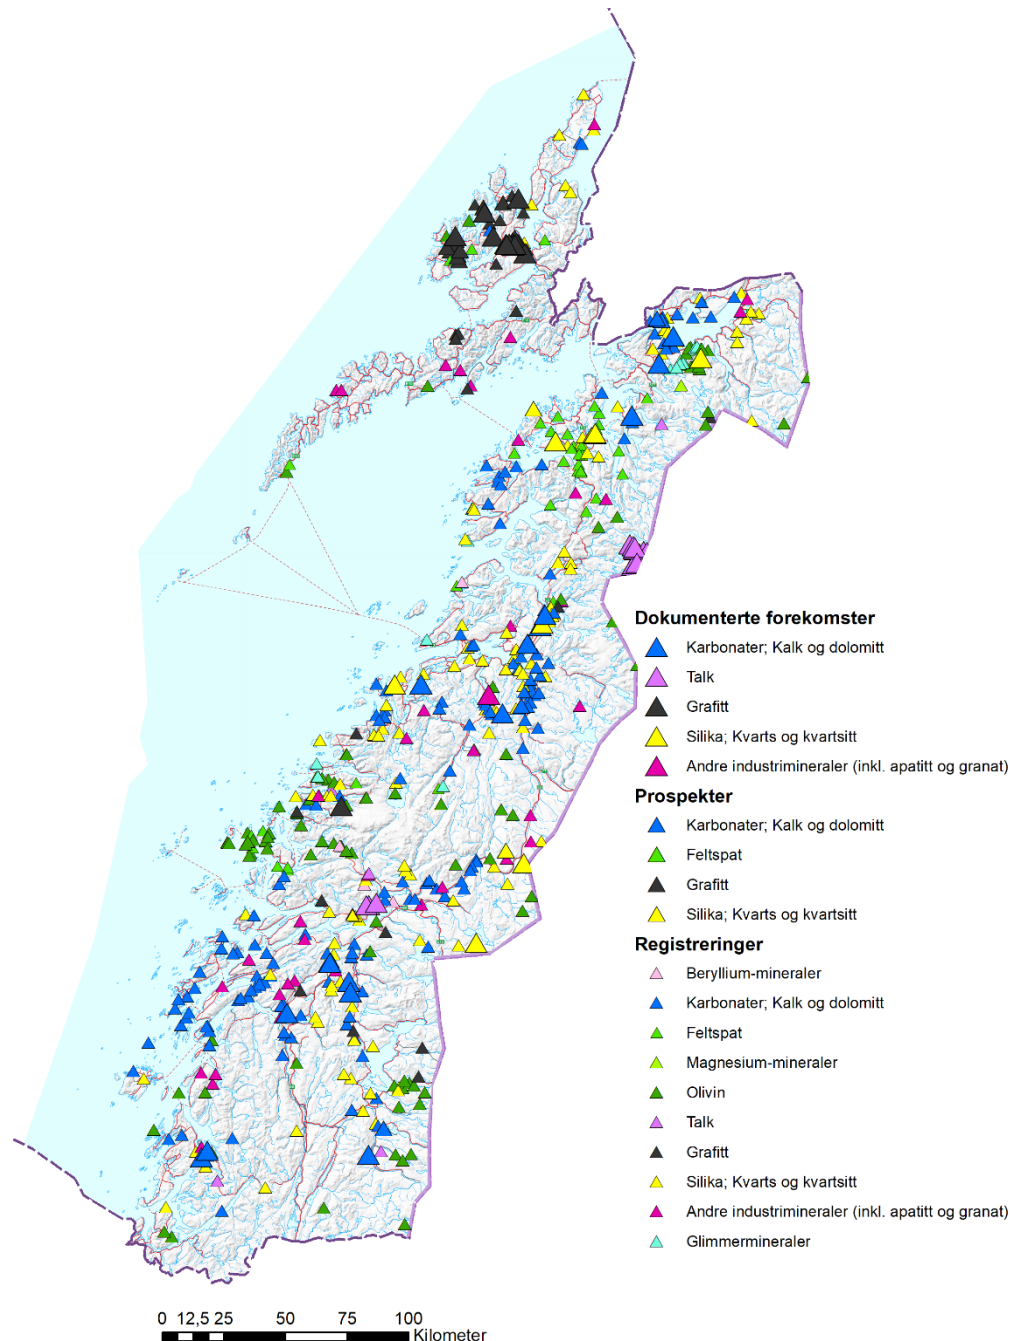 Dokumenterte forekomster
Karbonater; Kalk og dolomitt
Talk
Grafitt
Silika; Kvarts og kvartsitt
Andre industrimineraler (inkl. apatitt og granat)
Prospekter
Karbonater; Kalk og dolomitt
Feltspat
Grafitt
Silika; Kvarts og kvartsitt
Registreringer
Beryllium-mineraler
Karbonater; Kalk og dolomitt
Feltspat
Magnesium-mineraler
Olivin
Talk
Grafitt
Silika; Kvarts og kvartsitt
Andre industrimineraler (inkl. apatitt og granat)
Glimmermineraler
0 12,5 25 50 75 100
Kilometer